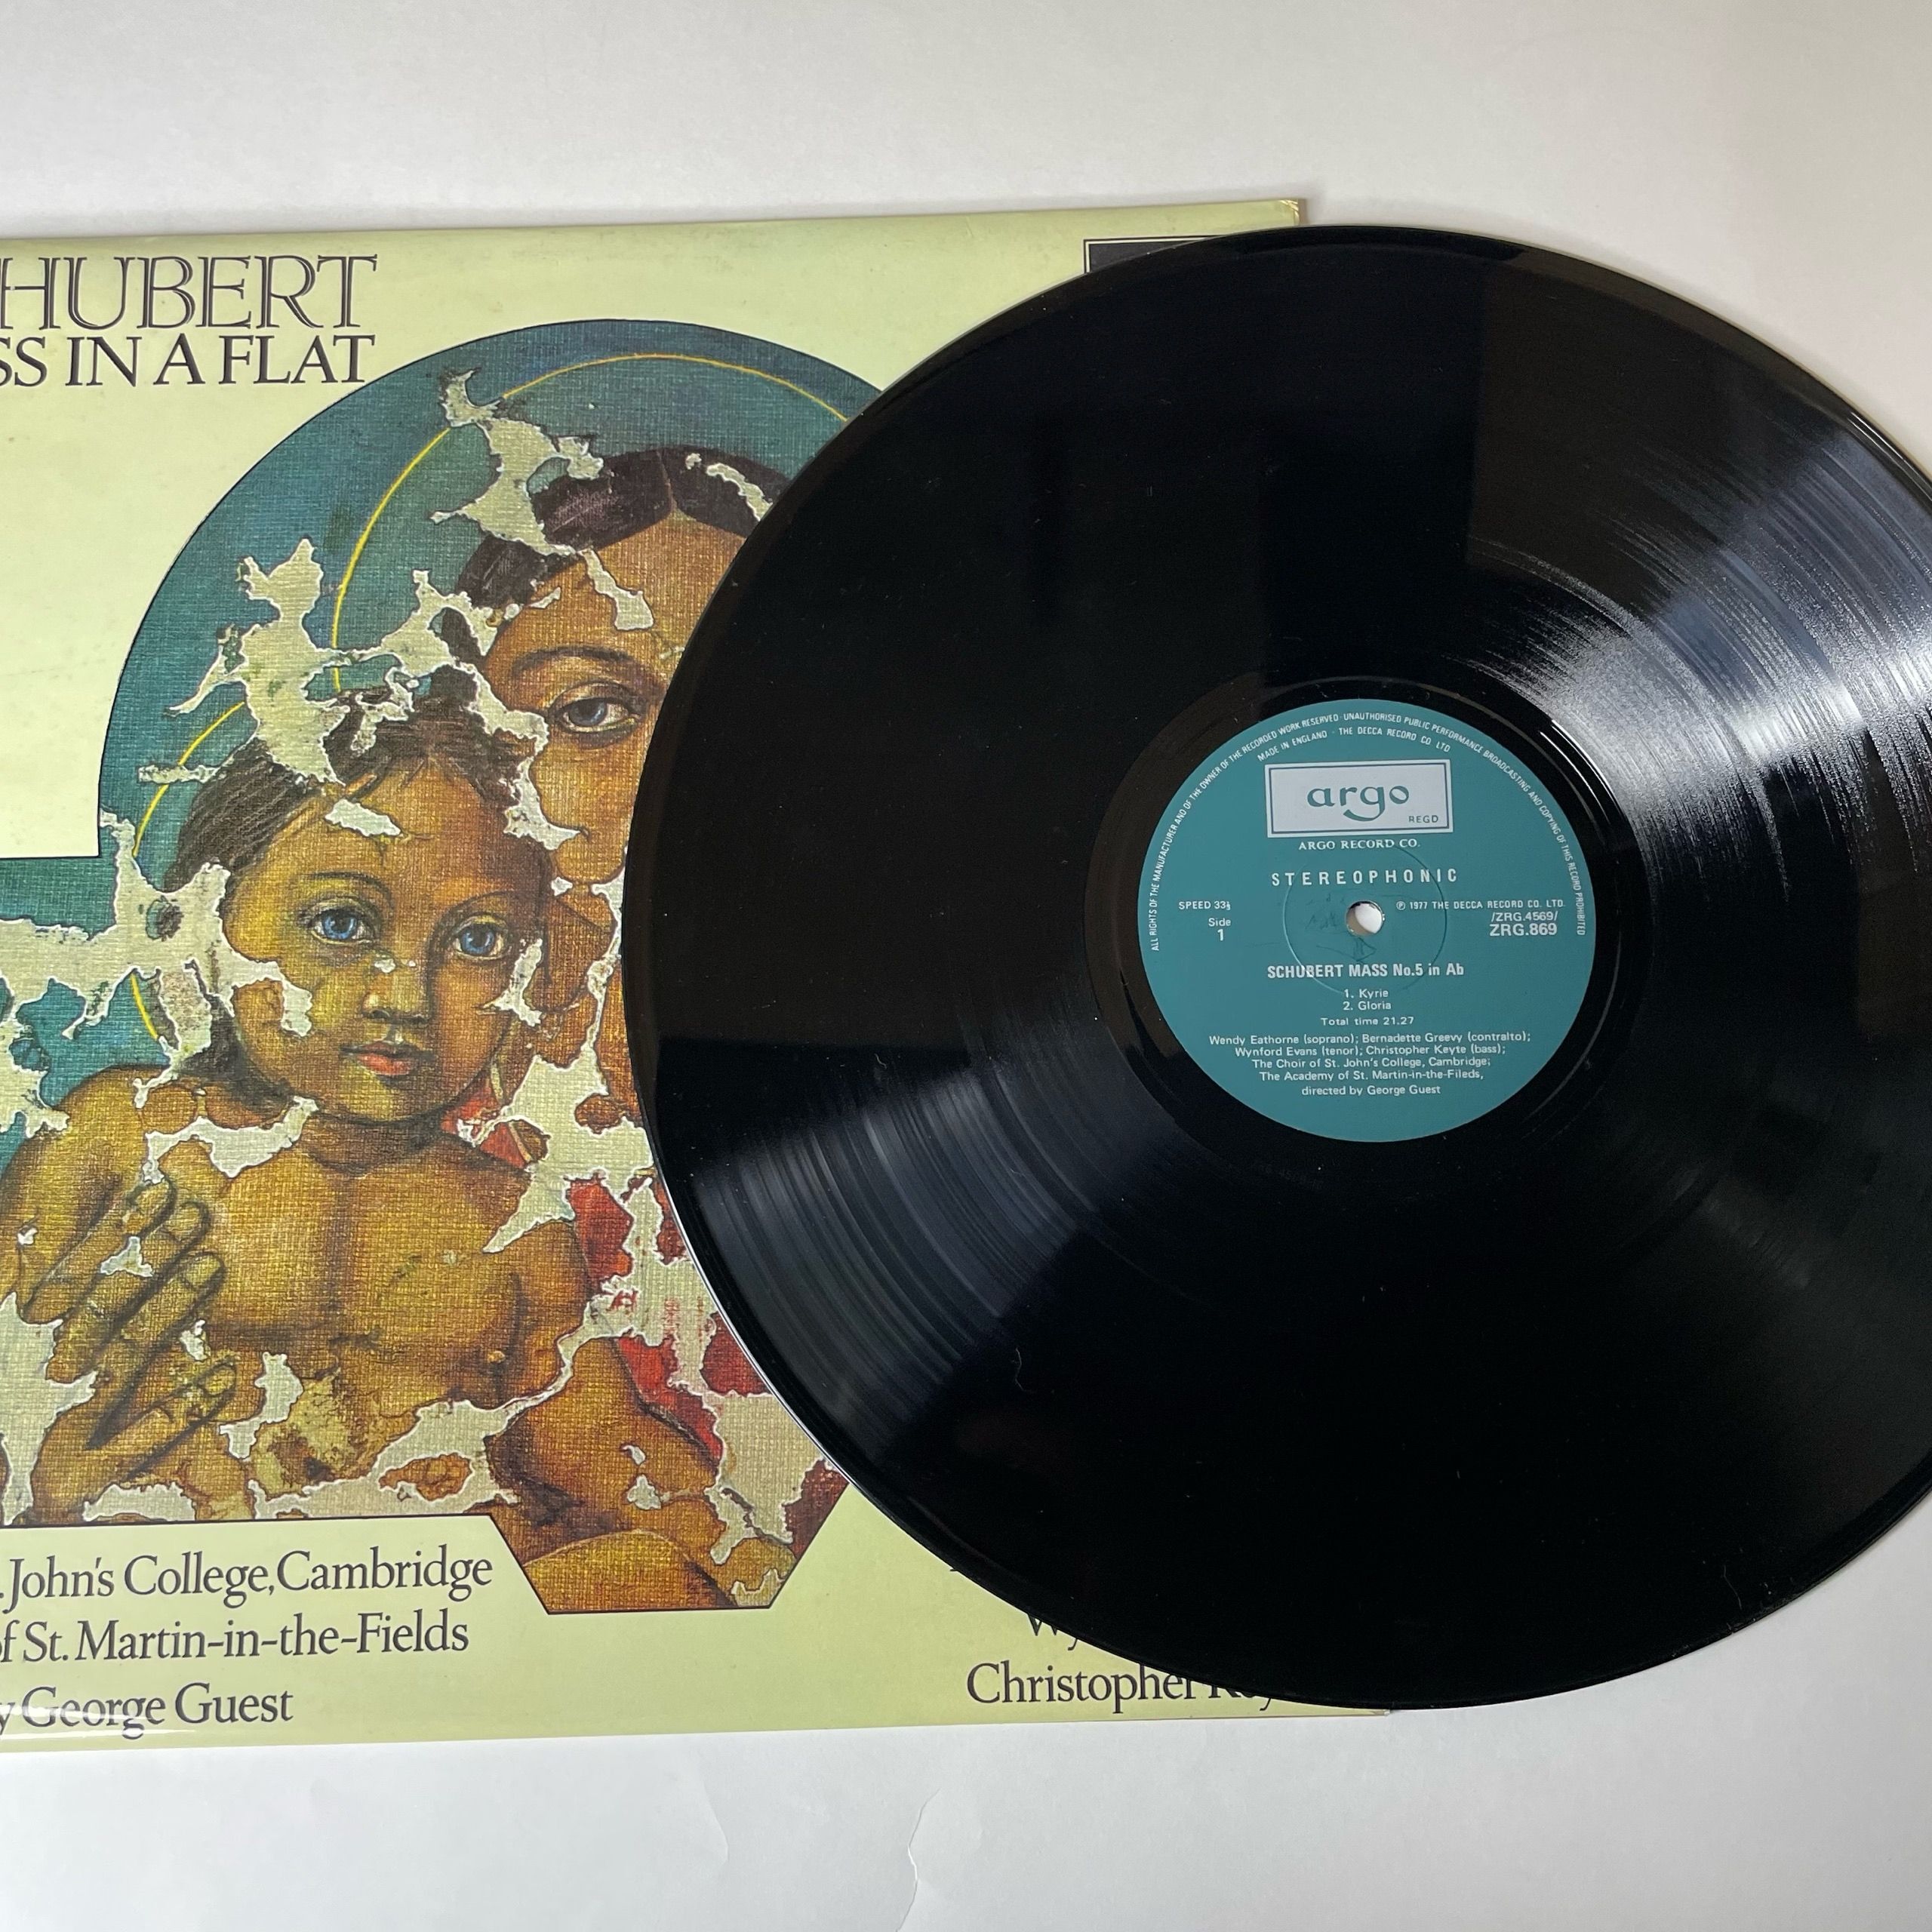 HUBERT
SS IN A FLAT
. John's College, Cambridge
of St. Martin-in-the-Fields
y George Guest
Christopher
ALL RIGHTS OF THE MANUFACTURER AND OF THE OWNER OF THE RECORDED WORK RESERVED · UNAUTHORISED PUBLIC PERFORMANCE BROADCASTING AND COPYING OF THIS RECORD PROHIBITED
MADE IN ENGLAND · THE DECCA RECORD CO LTD
argo
REGD
ARGO RECORD CO.
STEREOPHONIC
SPEED 33⅓
℗ 1977 THE DECCA RECORD CO. LTD.
Side
1
/ZRG.4569/
ZRG.869
SCHUBERT MASS No.5 in Ab
1. Kyrie
2. Gloria
Total time 21.27
Wendy Eathorne (soprano); Bernadette Greevy (contralto);
Wynford Evans (tenor); Christopher Keyte (bass);
The Choir of St. John's College, Cambridge;
The Academy of St. Martin-in-the-Fileds,
directed by George Guest